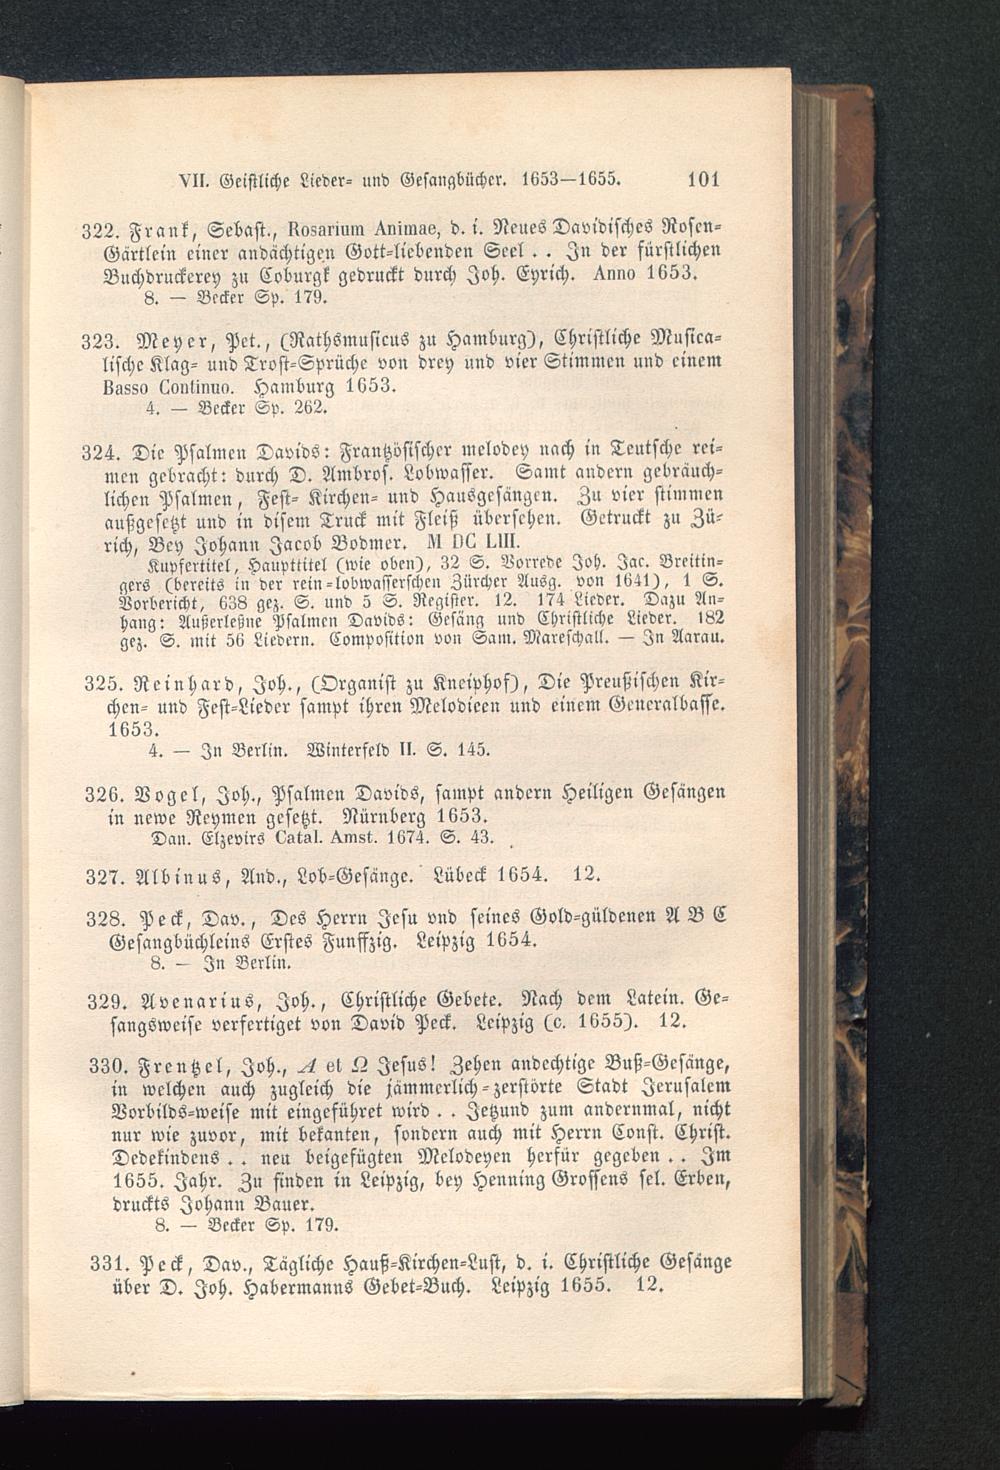 VII. Geistliche Lieder- und Gesangbücher. 1653—1655. 101
322. Frank, Sebast., Rosarium Animae, d. i. Neues Davidisches Rosen-
Gärtlein einer andächtigen Gott-liebenden Seel . . In der fürstlichen
Buchdruckerey zu Coburgk gedruckt durch Joh. Eyrich. Anno 1653.
8. — Becker Sp. 179.
323. Meyer, Pet., (Rathsmusicus zu Hamburg), Christliche Musica-
lische Klag- und Trost-Sprüche von drey und vier Stimmen und einem
Basso Continuo. Hamburg 1653.
4. — Becker Sp. 262.
324. Die Psalmen Davids: Frantzösischer melodey nach in Teutsche rei-
men gebracht: durch D. Ambros. Lobwasser. Samt andern gebräuch-
lichen Psalmen, Fest- Kirchen- und Hausgesängen. Zu vier stimmen
außgesetzt und in disem Truck mit Fleiß übersehen. Getruckt zu Zü-
rich, Bey Johann Jacob Bodmer. M DC LIII.
Kupfertitel, Haupttitel (wie oben), 32 S. Vorrede Joh. Jac. Breitin-
gers (bereits in der rein-lobwasserschen Zürcher Ausg. von 1641), 1 S.
Vorbericht, 638 gez. S. und 5 S. Register. 12. 174 Lieder. Dazu An-
hang: Außerleßne Psalmen Davids: Gesäng und Christliche Lieder. 182
gez. S. mit 56 Liedern. Composition von Sam. Mareschall. — In Aarau.
325. Reinhard, Joh., (Organist zu Kneiphof), Die Preußischen Kir-
chen- und Fest-Lieder sampt ihren Melodieen und einem Generalbasse.
1653.
4. — In Berlin. Winterfeld II. S. 145.
326. Vogel, Joh., Psalmen Davids, sampt andern Heiligen Gesängen
in newe Reymen gesetzt. Nürnberg 1653.
Dan. Elzevirs Catal. Amst. 1674. S. 43.
327. Albinus, And., Lob-Gesänge. Lübeck 1654. 12.
328. Peck, Dav., Des Herrn Jesu vnd seines Gold-güldenen A B C
Gesangbüchleins Erstes Funffzig. Leipzig 1654.
8. — In Berlin.
329. Avenarius, Joh., Christliche Gebete. Nach dem Latein. Ge-
sangsweise verfertiget von David Peck. Leipzig (c. 1655). 12.
330. Frentzel, Joh., A et Ω Jesus! Zehen andechtige Buß-Gesänge,
in welchen auch zugleich die jämmerlich-zerstörte Stadt Jerusalem
Vorbilds-weise mit eingeführet wird . . Jetzund zum andernmal, nicht
nur wie zuvor, mit bekanten, sondern auch mit Herrn Const. Christ.
Dedekindens . . neu beigefügten Melodeyen herfür gegeben . . Im
1655. Jahr. Zu finden in Leipzig, bey Henning Grossens sel. Erben,
druckts Johann Bauer.
8. — Becker Sp. 179.
331. Peck, Dav., Tägliche Hauß-Kirchen-Lust, d. i. Christliche Gesänge
über D. Joh. Habermanns Gebet-Buch. Leipzig 1655. 12.